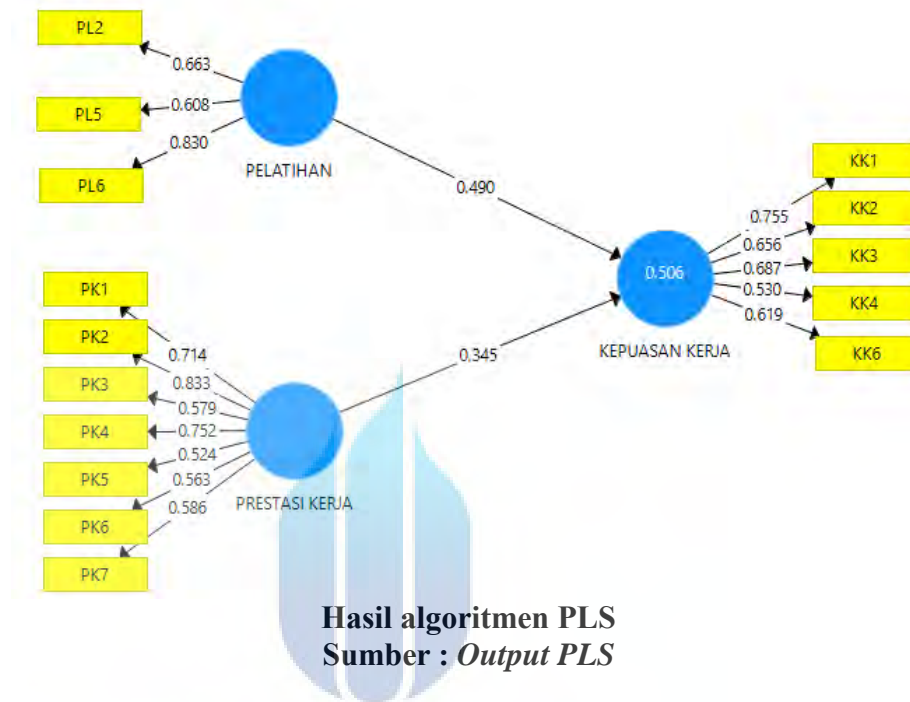 PL2
0.663
PL5
0.608
0.830
PL6
PELATIHAN
0.490
KK1
0.755
KK2
0.656
KK3
0.687
0.506
0.530
KK4
0.619
KK6
KEPUASAN KERJA
0.345
PK1
0.714
PK2
0.833
PK3
0.579
PK4
0.752
0.524
PK5
0.563
0.586
PK6
PRESTASI KERJA
PK7
Hasil algoritmen PLS
Sumber : Output PLS